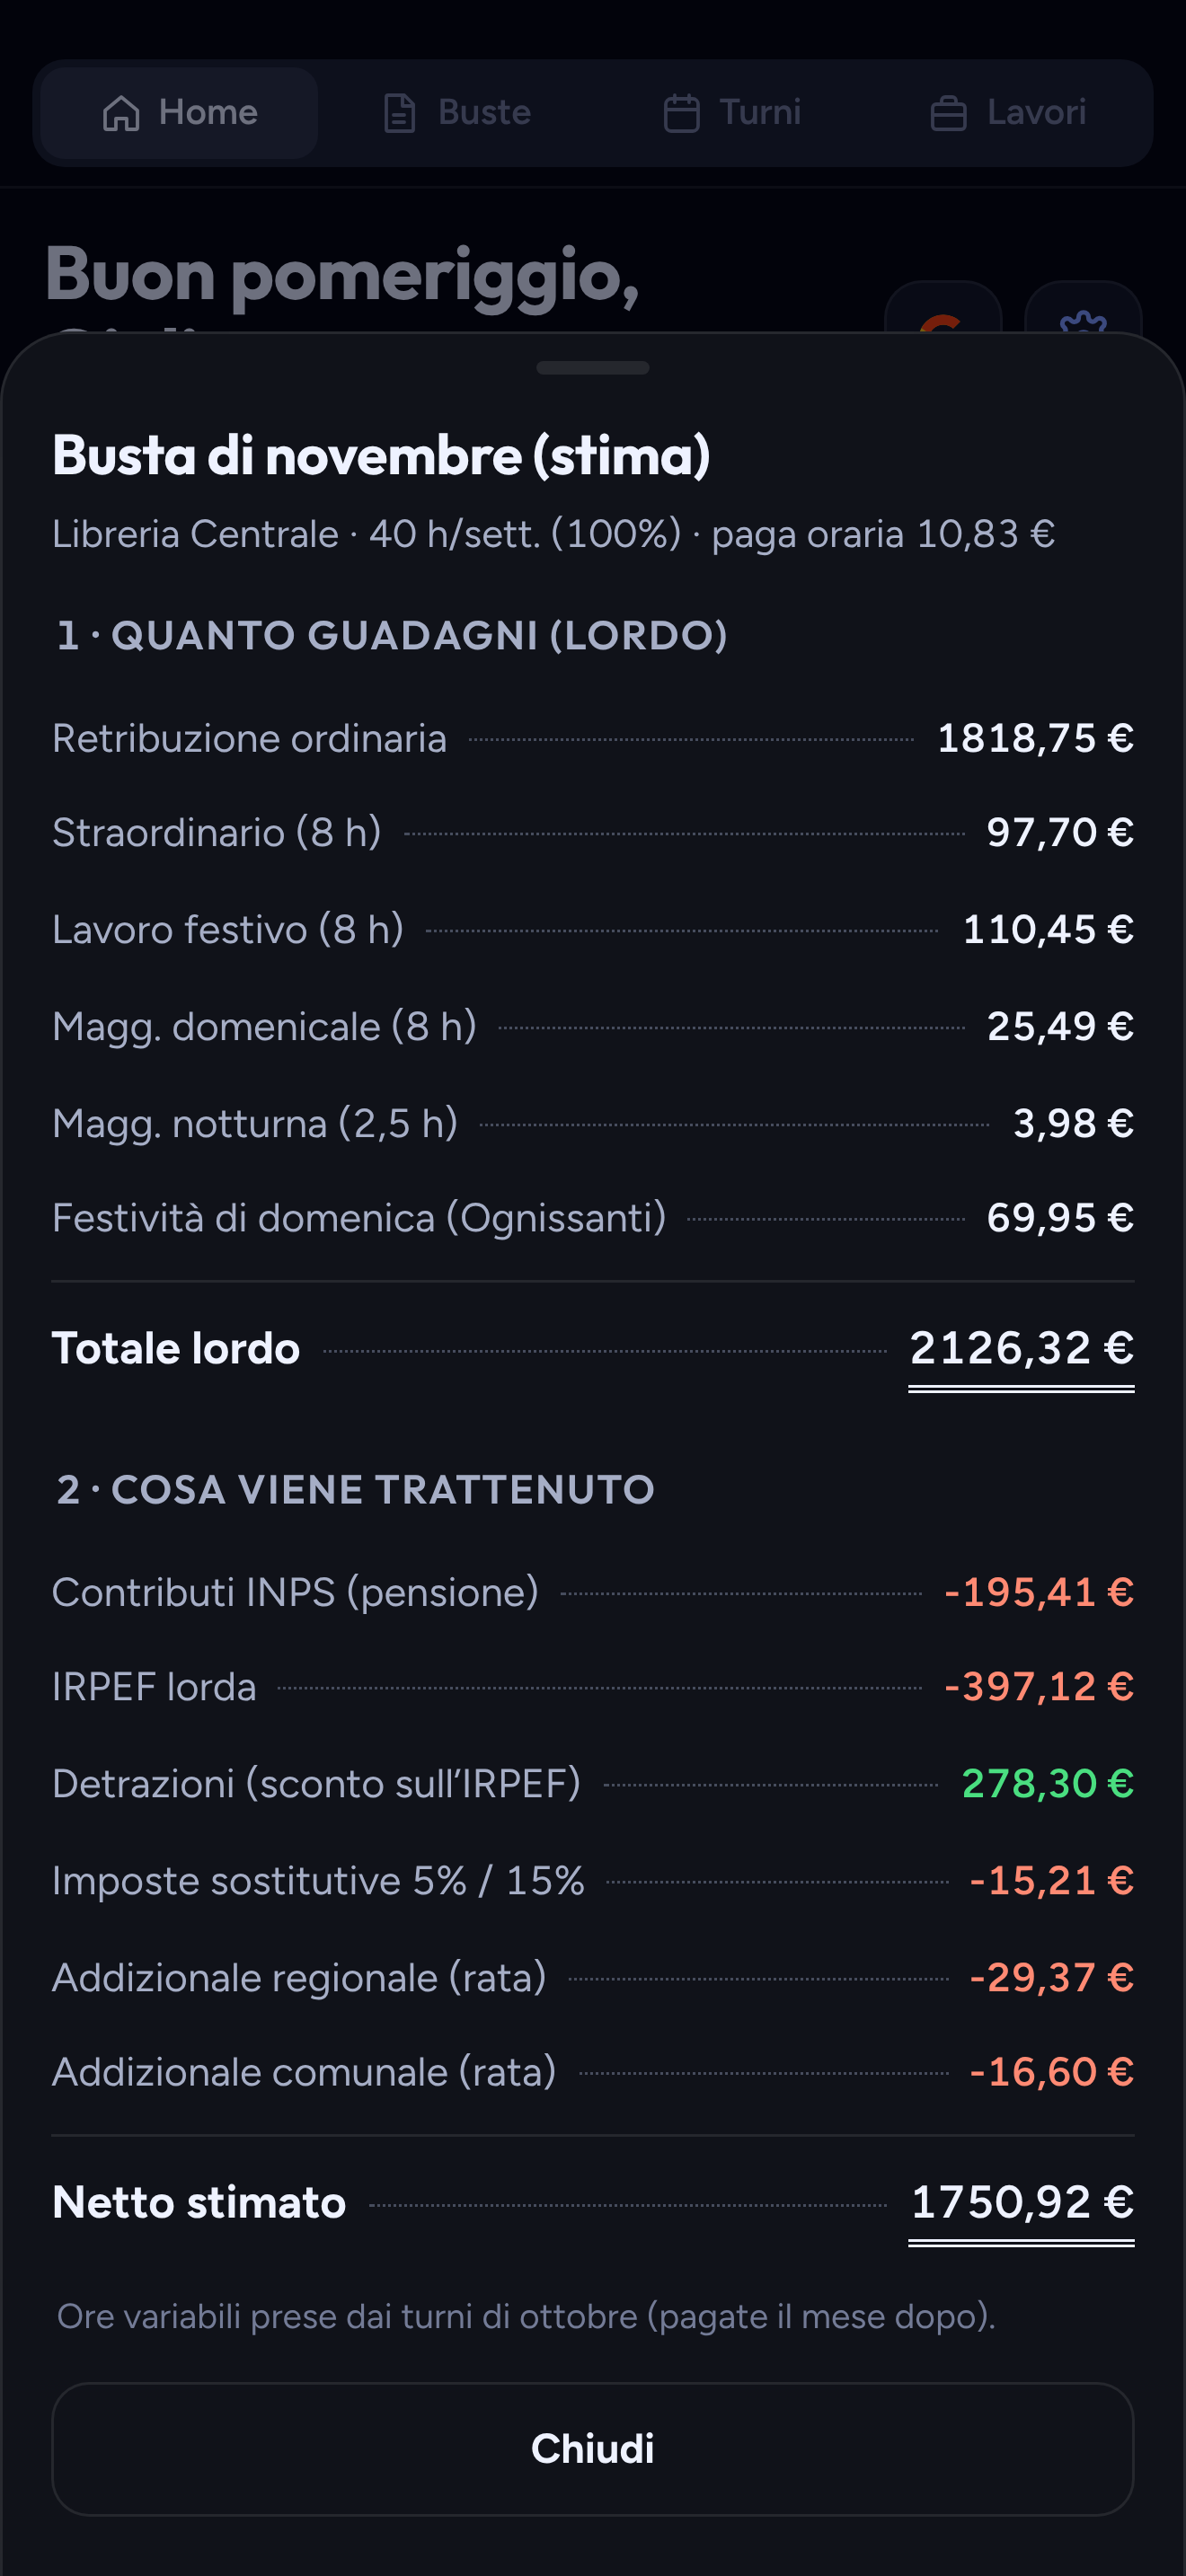 Home Buste Turni Lavori
Buon pomeriggio,
Busta di novembre (stima)
Libreria Centrale · 40 h/sett. (100%) · paga oraria 10,83 €
1 · QUANTO GUADAGNI (LORDO)
Retribuzione ordinaria 1818,75 €
Straordinario (8 h) 97,70 €
Lavoro festivo (8 h) 110,45 €
Magg. domenicale (8 h) 25,49 €
Magg. notturna (2,5 h) 3,98 €
Festività di domenica (Ognissanti) 69,95 €
Totale lordo 2126,32 €
2 · COSA VIENE TRATTENUTO
Contributi INPS (pensione) -195,41 €
IRPEF lorda -397,12 €
Detrazioni (sconto sull’IRPEF) 278,30 €
Imposte sostitutive 5% / 15% -15,21 €
Addizionale regionale (rata) -29,37 €
Addizionale comunale (rata) -16,60 €
Netto stimato 1750,92 €
Ore variabili prese dai turni di ottobre (pagate il mese dopo).
Chiudi